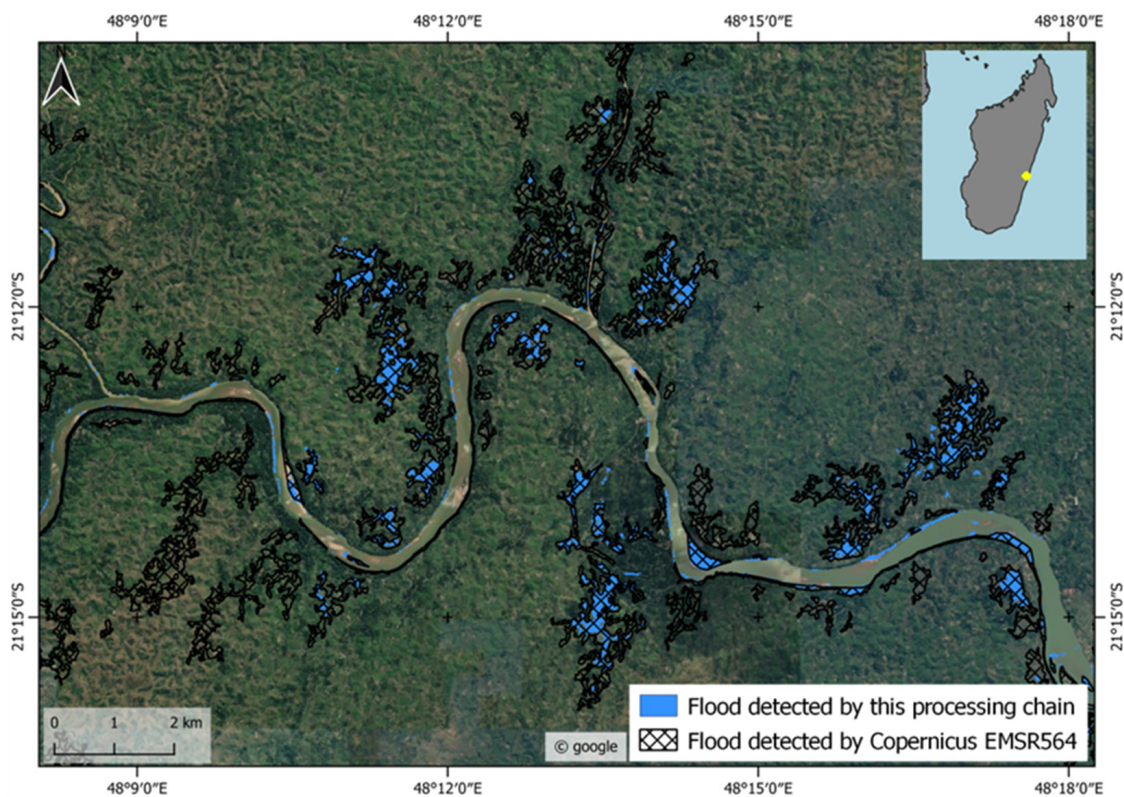 48°9′0″E 48°12′0″E 48°15′0″E 48°18′0″E
21°12′0″S 21°12′0″S
21°15′0″S 21°15′0″S
Flood detected by this processing chain
0 1 2 km
© google
Flood detected by Copernicus EMSR564
48°9′0″E 48°12′0″E 48°15′0″E 48°18′0″E